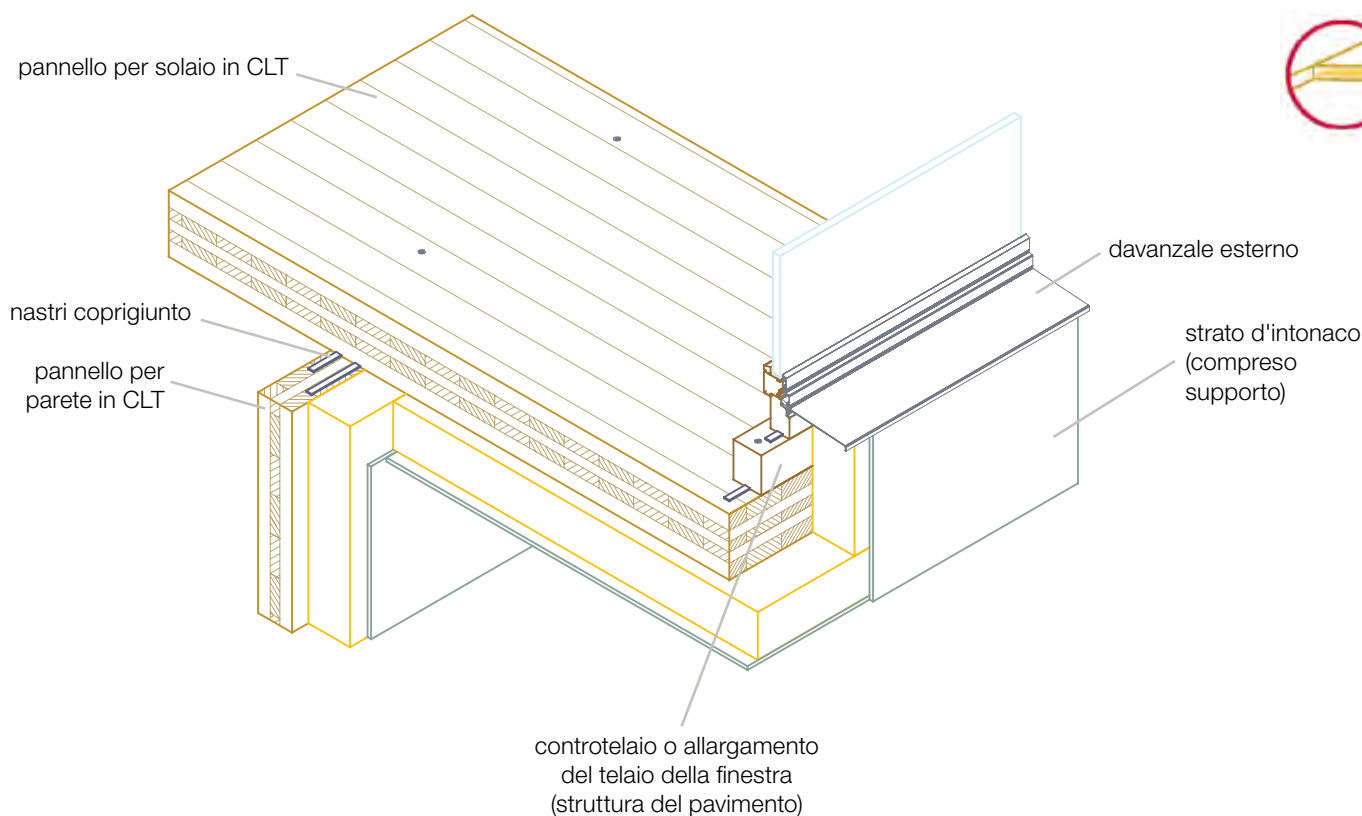 pannello per solaio in CLT
davanzale esterno
nastri coprigiunto
strato d'intonaco
(compreso
supporto)
pannello per
parete in CLT
controtelaio o allargamento
del telaio della finestra
(struttura del pavimento)